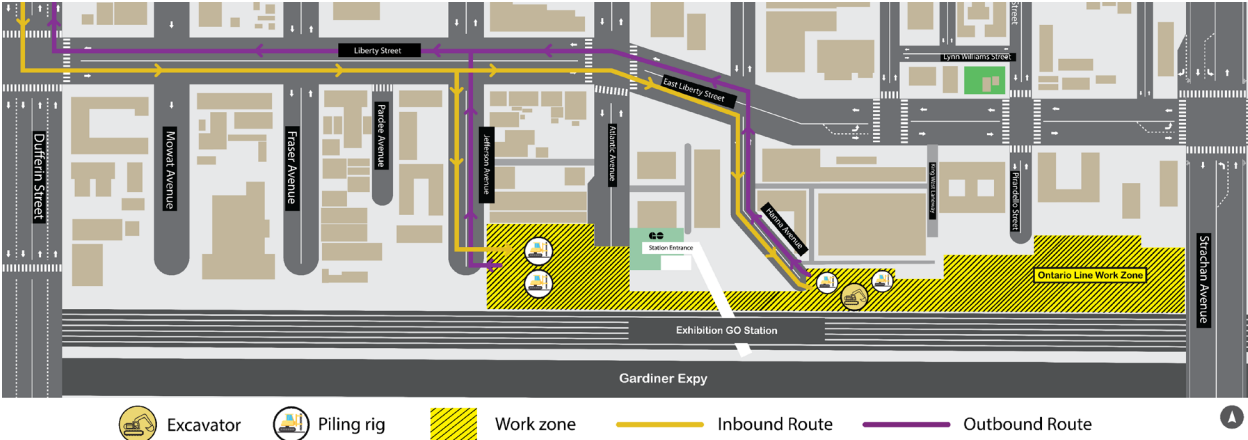 Street
Liberty Street
Lynn Williams Street
East Liberty Street
Dufferin Street
Mowat Avenue
Fraser Avenue
Pardee Avenue
Jefferson Avenue
Atlantic Avenue
King West Laneway
Pirandello Street
Hanna Avenue
GO
Station Entrance
Strachan Avenue
Ontario Line Work Zone
Exhibition GO Station
Gardiner Expy
Excavator
Piling rig
Work zone
Inbound Route
Outbound Route